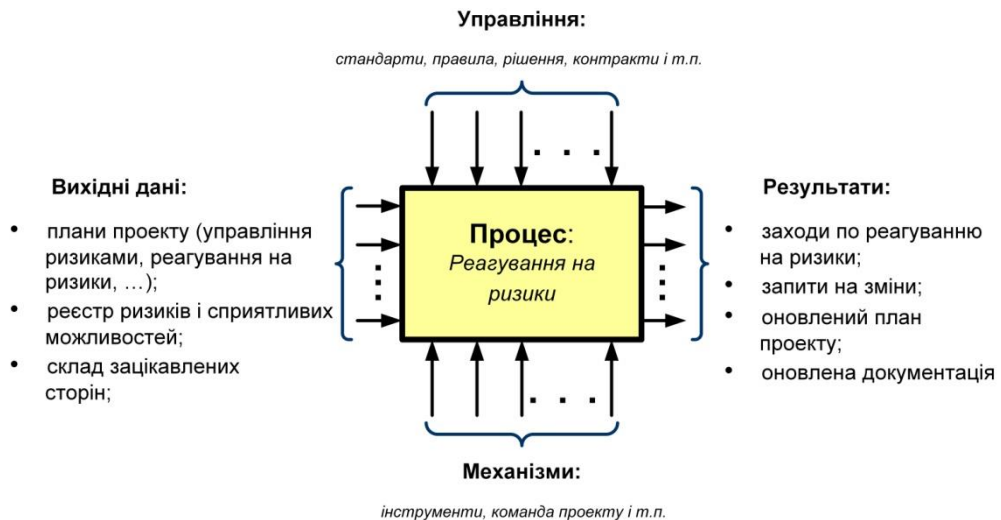 Управління:
стандарти, правила, рішення, контракти і т.п.
Вихідні дані:
• плани проекту (управління
ризиками, реагування на
ризики, …);
• реєстр ризиків і сприятливих
можливостей;
• склад зацікавлених
сторін;
Процес:
Реагування на
ризики
Результати:
• заходи по реагуванню
на ризики;
• запити на зміни;
• оновлений план
проекту;
• оновлена документація
Механізми:
інструменти, команда проекту і т.п.